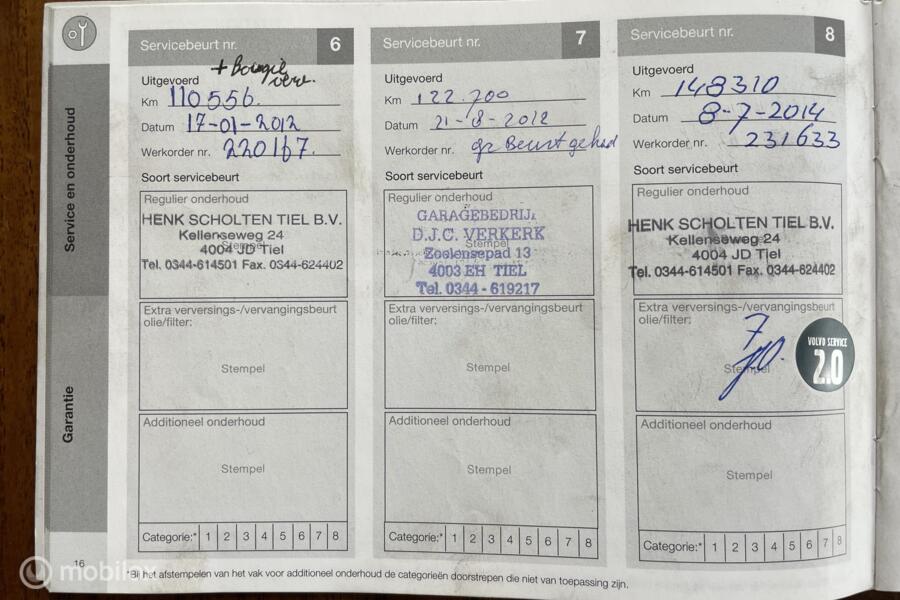 Service en onderhoud
Garantie
Servicebeurt nr. 6
+ Bougie
verv.
Uitgevoerd
Km 110556.
Datum 17-01-2012
Werkorder nr. 220167.
Soort servicebeurt
Regulier onderhoud
HENK SCHOLTEN TIEL B.V.
Kellenseweg 24
Stempel
4004 JD Tiel
Tel. 0344-614501 Fax. 0344-624402
Extra verversings-/vervangingsbeurt
olie/filter:
Stempel
Additioneel onderhoud
Stempel
Categorie:* 1 2 3 4 5 6 7 8
Servicebeurt nr. 7
Uitgevoerd
Km 122.700
Datum 21-8-2012
Werkorder nr. gr Beurt gehad
Soort servicebeurt
Regulier onderhoud
GARAGEBEDRIJF
D.J.C. VERKERK
Stempel
Zoelensepad 13
4003 EH TIEL
Tel. 0344 - 619217
Extra verversings-/vervangingsbeurt
olie/filter:
Stempel
Additioneel onderhoud
Stempel
Categorie:* 1 2 3 4 5 6 7 8
Servicebeurt nr. 8
Uitgevoerd
Km 148310
Datum 8-7-2014
Werkorder nr. 231633
Soort servicebeurt
Regulier onderhoud
HENK SCHOLTEN TIEL B.V.
Kellenseweg 24
4004 JD Tiel
Tel. 0344-614501 Fax. 0344-624402
Extra verversings-/vervangingsbeurt
olie/filter:
Stempel
VOLVO SERVICE
2.0
Additioneel onderhoud
Stempel
Categorie:* 1 2 3 4 5 6 7 8
16
*Bij het afstempelen van het vak voor additioneel onderhoud de categorieën doorstrepen die niet van toepassing zijn.
mobilox